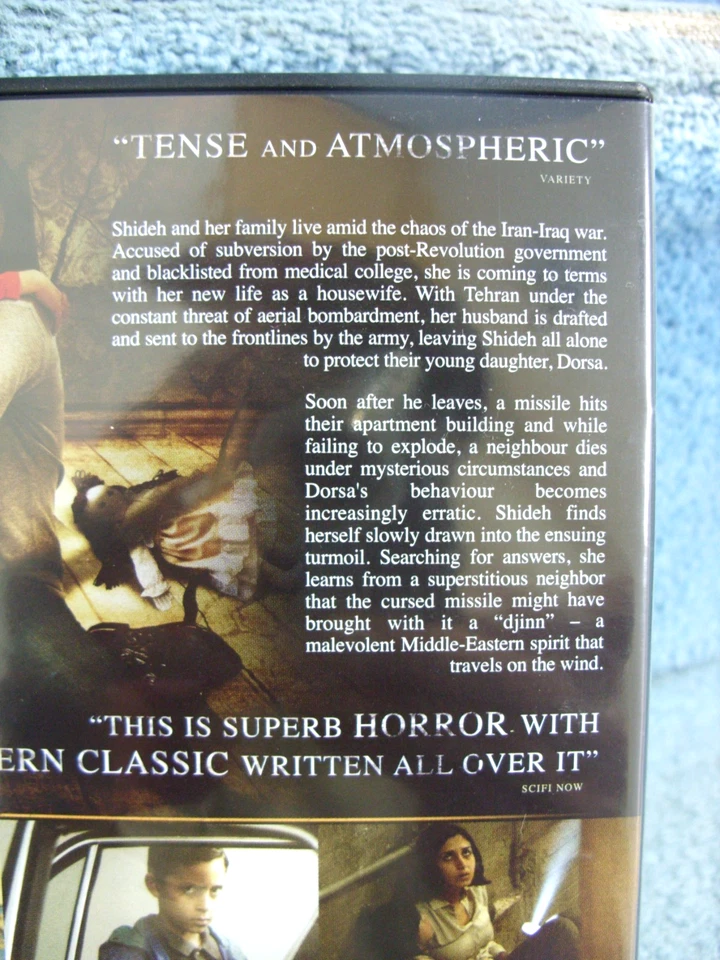 “TENSE AND ATMOSPHERIC”
VARIETY
Shideh and her family live amid the chaos of the Iran-Iraq war.
Accused of subversion by the post-Revolution government
and blacklisted from medical college, she is coming to terms
with her new life as a housewife. With Tehran under the
constant threat of aerial bombardment, her husband is drafted
and sent to the frontlines by the army, leaving Shideh all alone
to protect their young daughter, Dorsa.
Soon after he leaves, a missile hits
their apartment building and while
failing to explode, a neighbour dies
under mysterious circumstances and
Dorsa's behaviour becomes
increasingly erratic. Shideh finds
herself slowly drawn into the ensuing
turmoil. Searching for answers, she
learns from a superstitious neighbor
that the cursed missile might have
brought with it a “djinn” – a
malevolent Middle-Eastern spirit that
travels on the wind.
“THIS IS SUPERB HORROR WITH
ERN CLASSIC WRITTEN ALL OVER IT”
SCIFI NOW